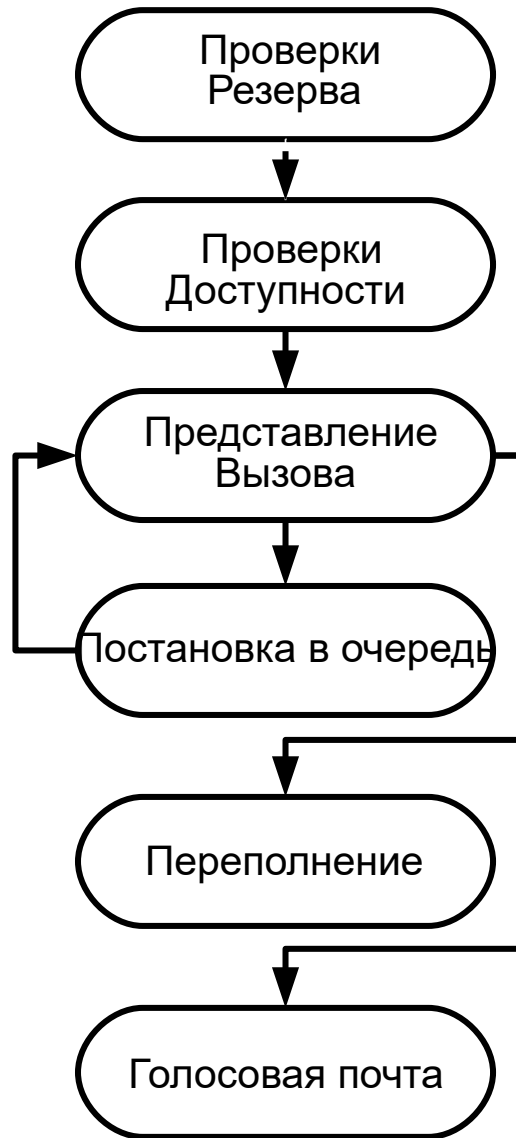 Проверки
Резерва
Проверки
Доступности
Представление
Вызова
Постановка в очередь
Переполнение
Голосовая почта